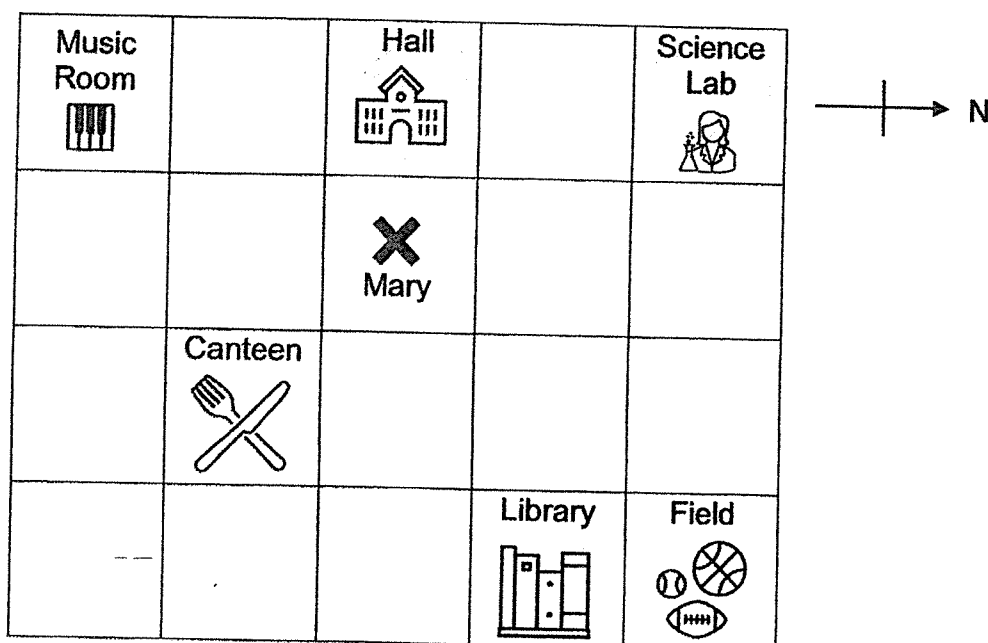 Music
Room
Hall
Science
Lab
N
Mary
Canteen
Library
Field